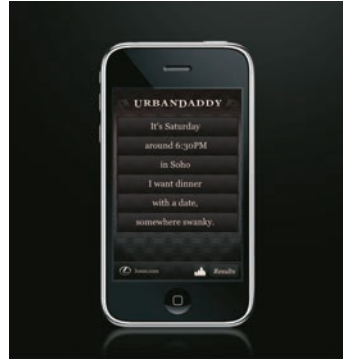 URBANDADDY
It's Saturday
around 6:30PM
in Soho
I want dinner
with a date,
somewhere swanky.
Results